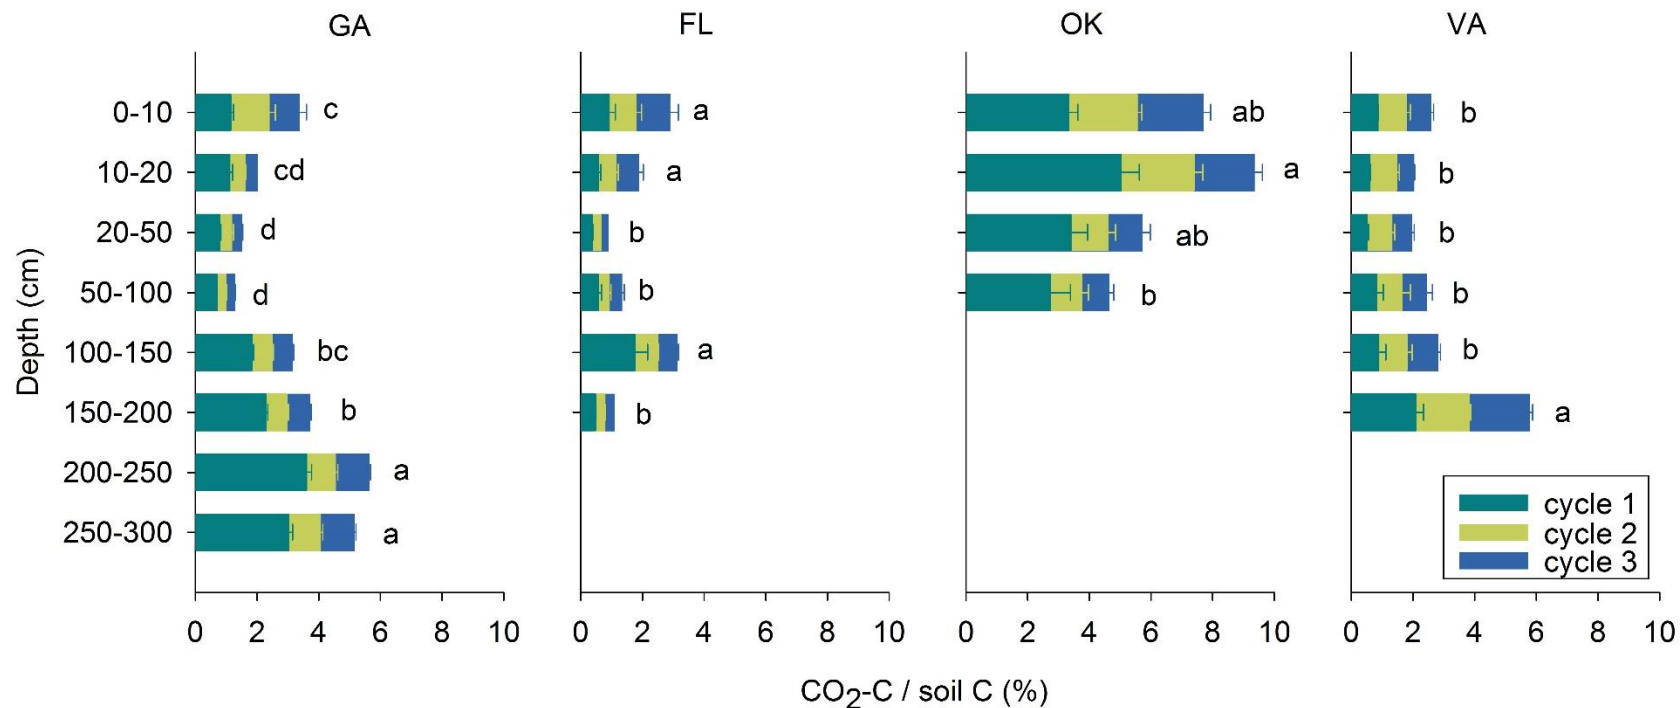 GA FL OK VA
0-10 c a ab b
10-20 cd a a b
20-50 d b ab b
50-100 d b b b
100-150 bc a b
150-200 b b a
200-250 a
250-300 a
Depth (cm)
cycle 1
cycle 2
cycle 3
0 2 4 6 8 10 0 2 4 6 8 10 0 2 4 6 8 10 0 2 4 6 8 10
CO₂-C / soil C (%)